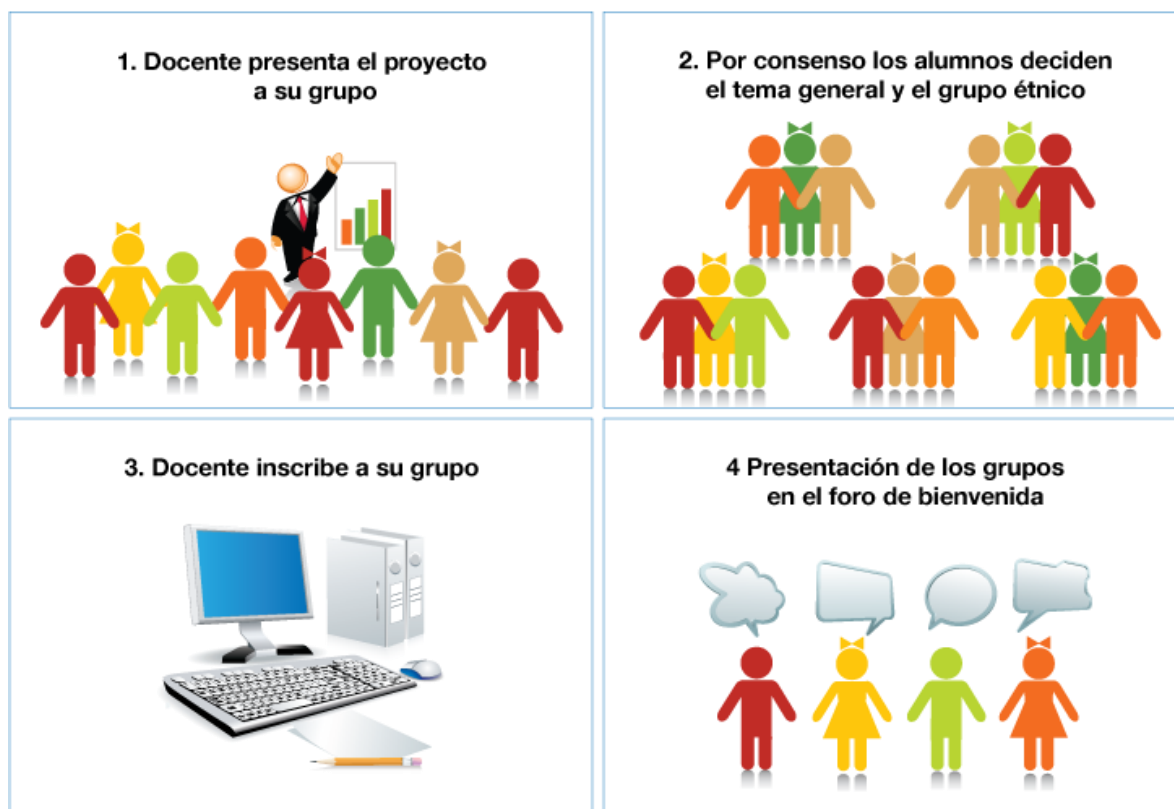 1. Docente presenta el proyecto
a su grupo
2. Por consenso los alumnos deciden
el tema general y el grupo étnico
3. Docente inscribe a su grupo
4 Presentación de los grupos
en el foro de bienvenida